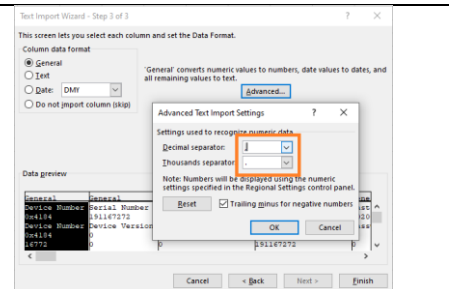 Text Import Wizard - Step 3 of 3 ? ×
This screen lets you select each column and set the Data Format.
Column data format
General
Text
Date: DMY
Do not import column (skip)
'General' converts numeric values to numbers, date values to dates, and
all remaining values to text.
Advanced...
Advanced Text Import Settings ? ×
Settings used to recognize numeric data
Decimal separator:
Thousands separator:
Note: Numbers will be displayed using the numeric
settings specified in the Regional Settings control panel.
Reset
Trailing minus for negative numbers
OK
Cancel
Data preview
General General
Device Number Serial Number
0x4184 191167272
Device Number Device Version
0x4184 0
16772 0 0 191167272
Cancel
< Back
Next >
Finish